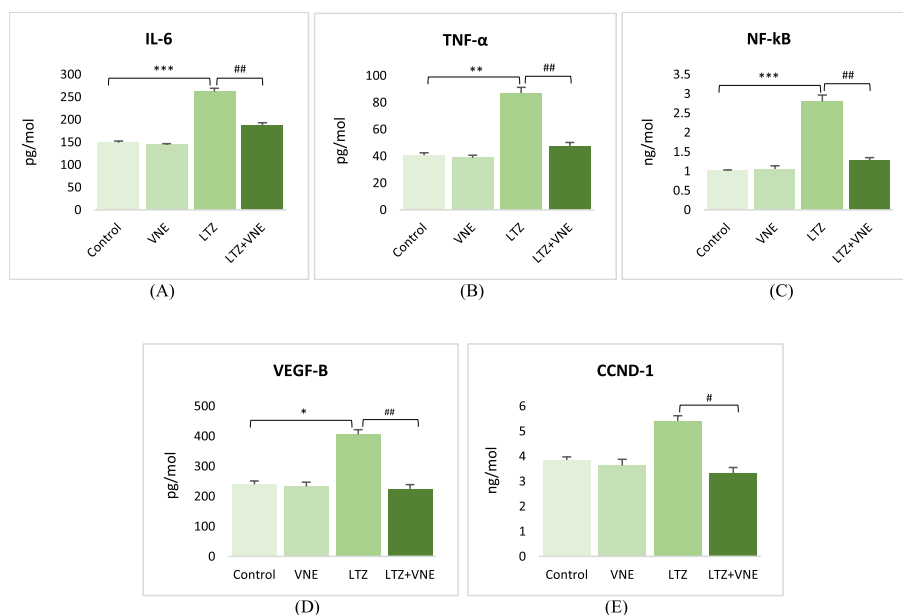 IL-6
***
##
300
250
200
150
100
50
0
pg/mol
Control
VNE
LTZ
LTZ+VNE
(A)
TNF-α
**
##
100
80
60
40
20
0
pg/mol
Control
VNE
LTZ
LTZ+VNE
(B)
NF-kB
***
##
3.5
3
2.5
2
1.5
1
0.5
0
ng/mol
Control
VNE
LTZ
LTZ+VNE
(C)
VEGF-B
*
##
500
400
300
200
100
0
pg/mol
Control VNE LTZ LTZ+VNE
(D)
CCND-1
#
6
5
4
3
2
1
0
ng/mol
Control VNE LTZ LTZ+VNE
(E)